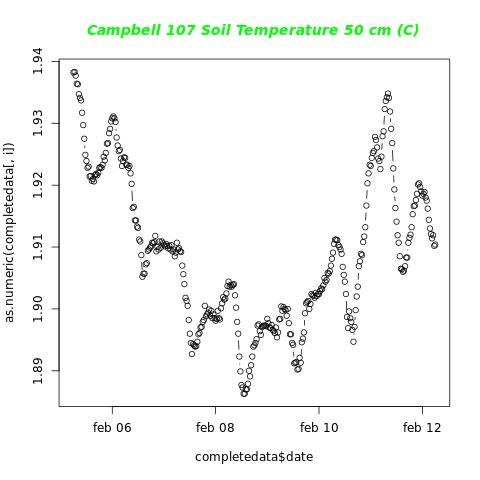 Campbell 107 Soil Temperature 50 cm (C)
as.numeric(completedata[, i])
1.94
1.93
1.92
1.91
1.90
1.89
feb 06 feb 08 feb 10 feb 12
completedata$date